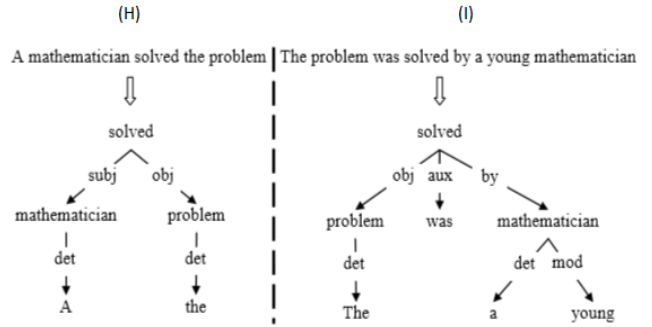 (H) (I)
A mathematician solved the problem The problem was solved by a young mathematician
solved solved
subj obj obj aux by
mathematician problem problem was mathematician
det det det det mod
A the The a young